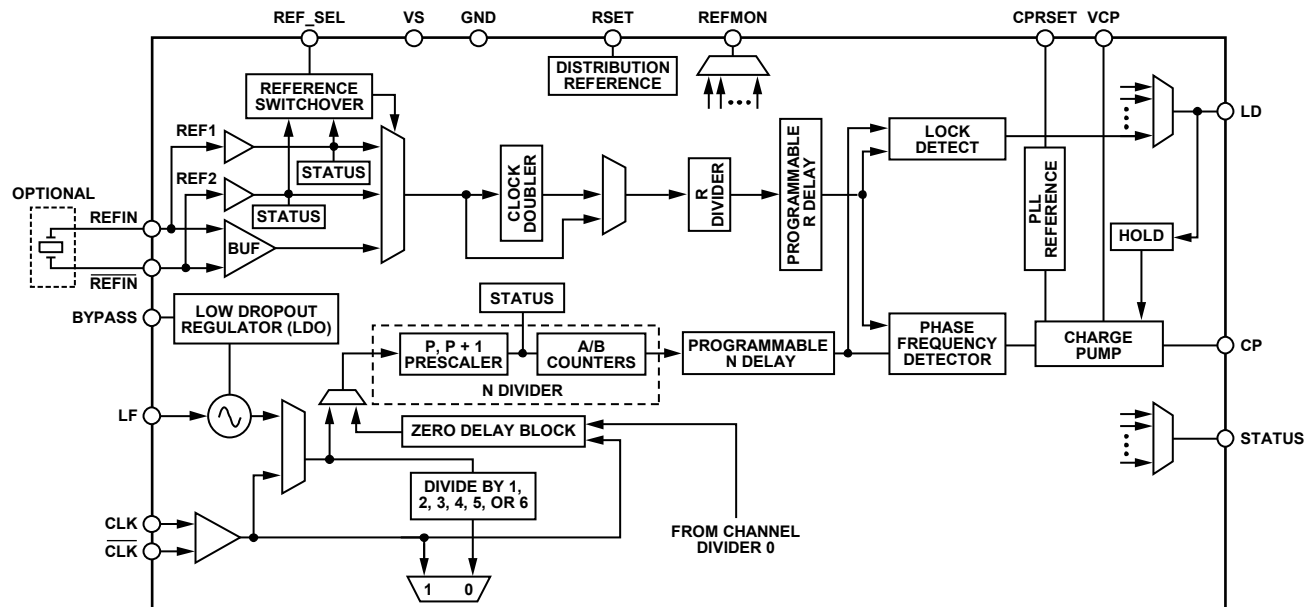 REF_SEL
VS
GND
RSET
REFMON
CPRSET
VCP
DISTRIBUTION
REFERENCE
REFERENCE
SWITCHOVER
REF1
REF2
STATUS
STATUS
OPTIONAL
REFIN
REFIN
BUF
CLOCK
DOUBLER
R
DIVIDER
PROGRAMMABLE
R DELAY
LOCK
DETECT
PLL
REFERENCE
HOLD
LD
BYPASS
LOW DROPOUT
REGULATOR (LDO)
STATUS
P, P + 1
PRESCALER
A/B
COUNTERS
N DIVIDER
PROGRAMMABLE
N DELAY
PHASE
FREQUENCY
DETECTOR
CHARGE
PUMP
CP
LF
ZERO DELAY BLOCK
STATUS
DIVIDE BY 1,
2, 3, 4, 5, OR 6
CLK
CLK
FROM CHANNEL
DIVIDER 0
1 0